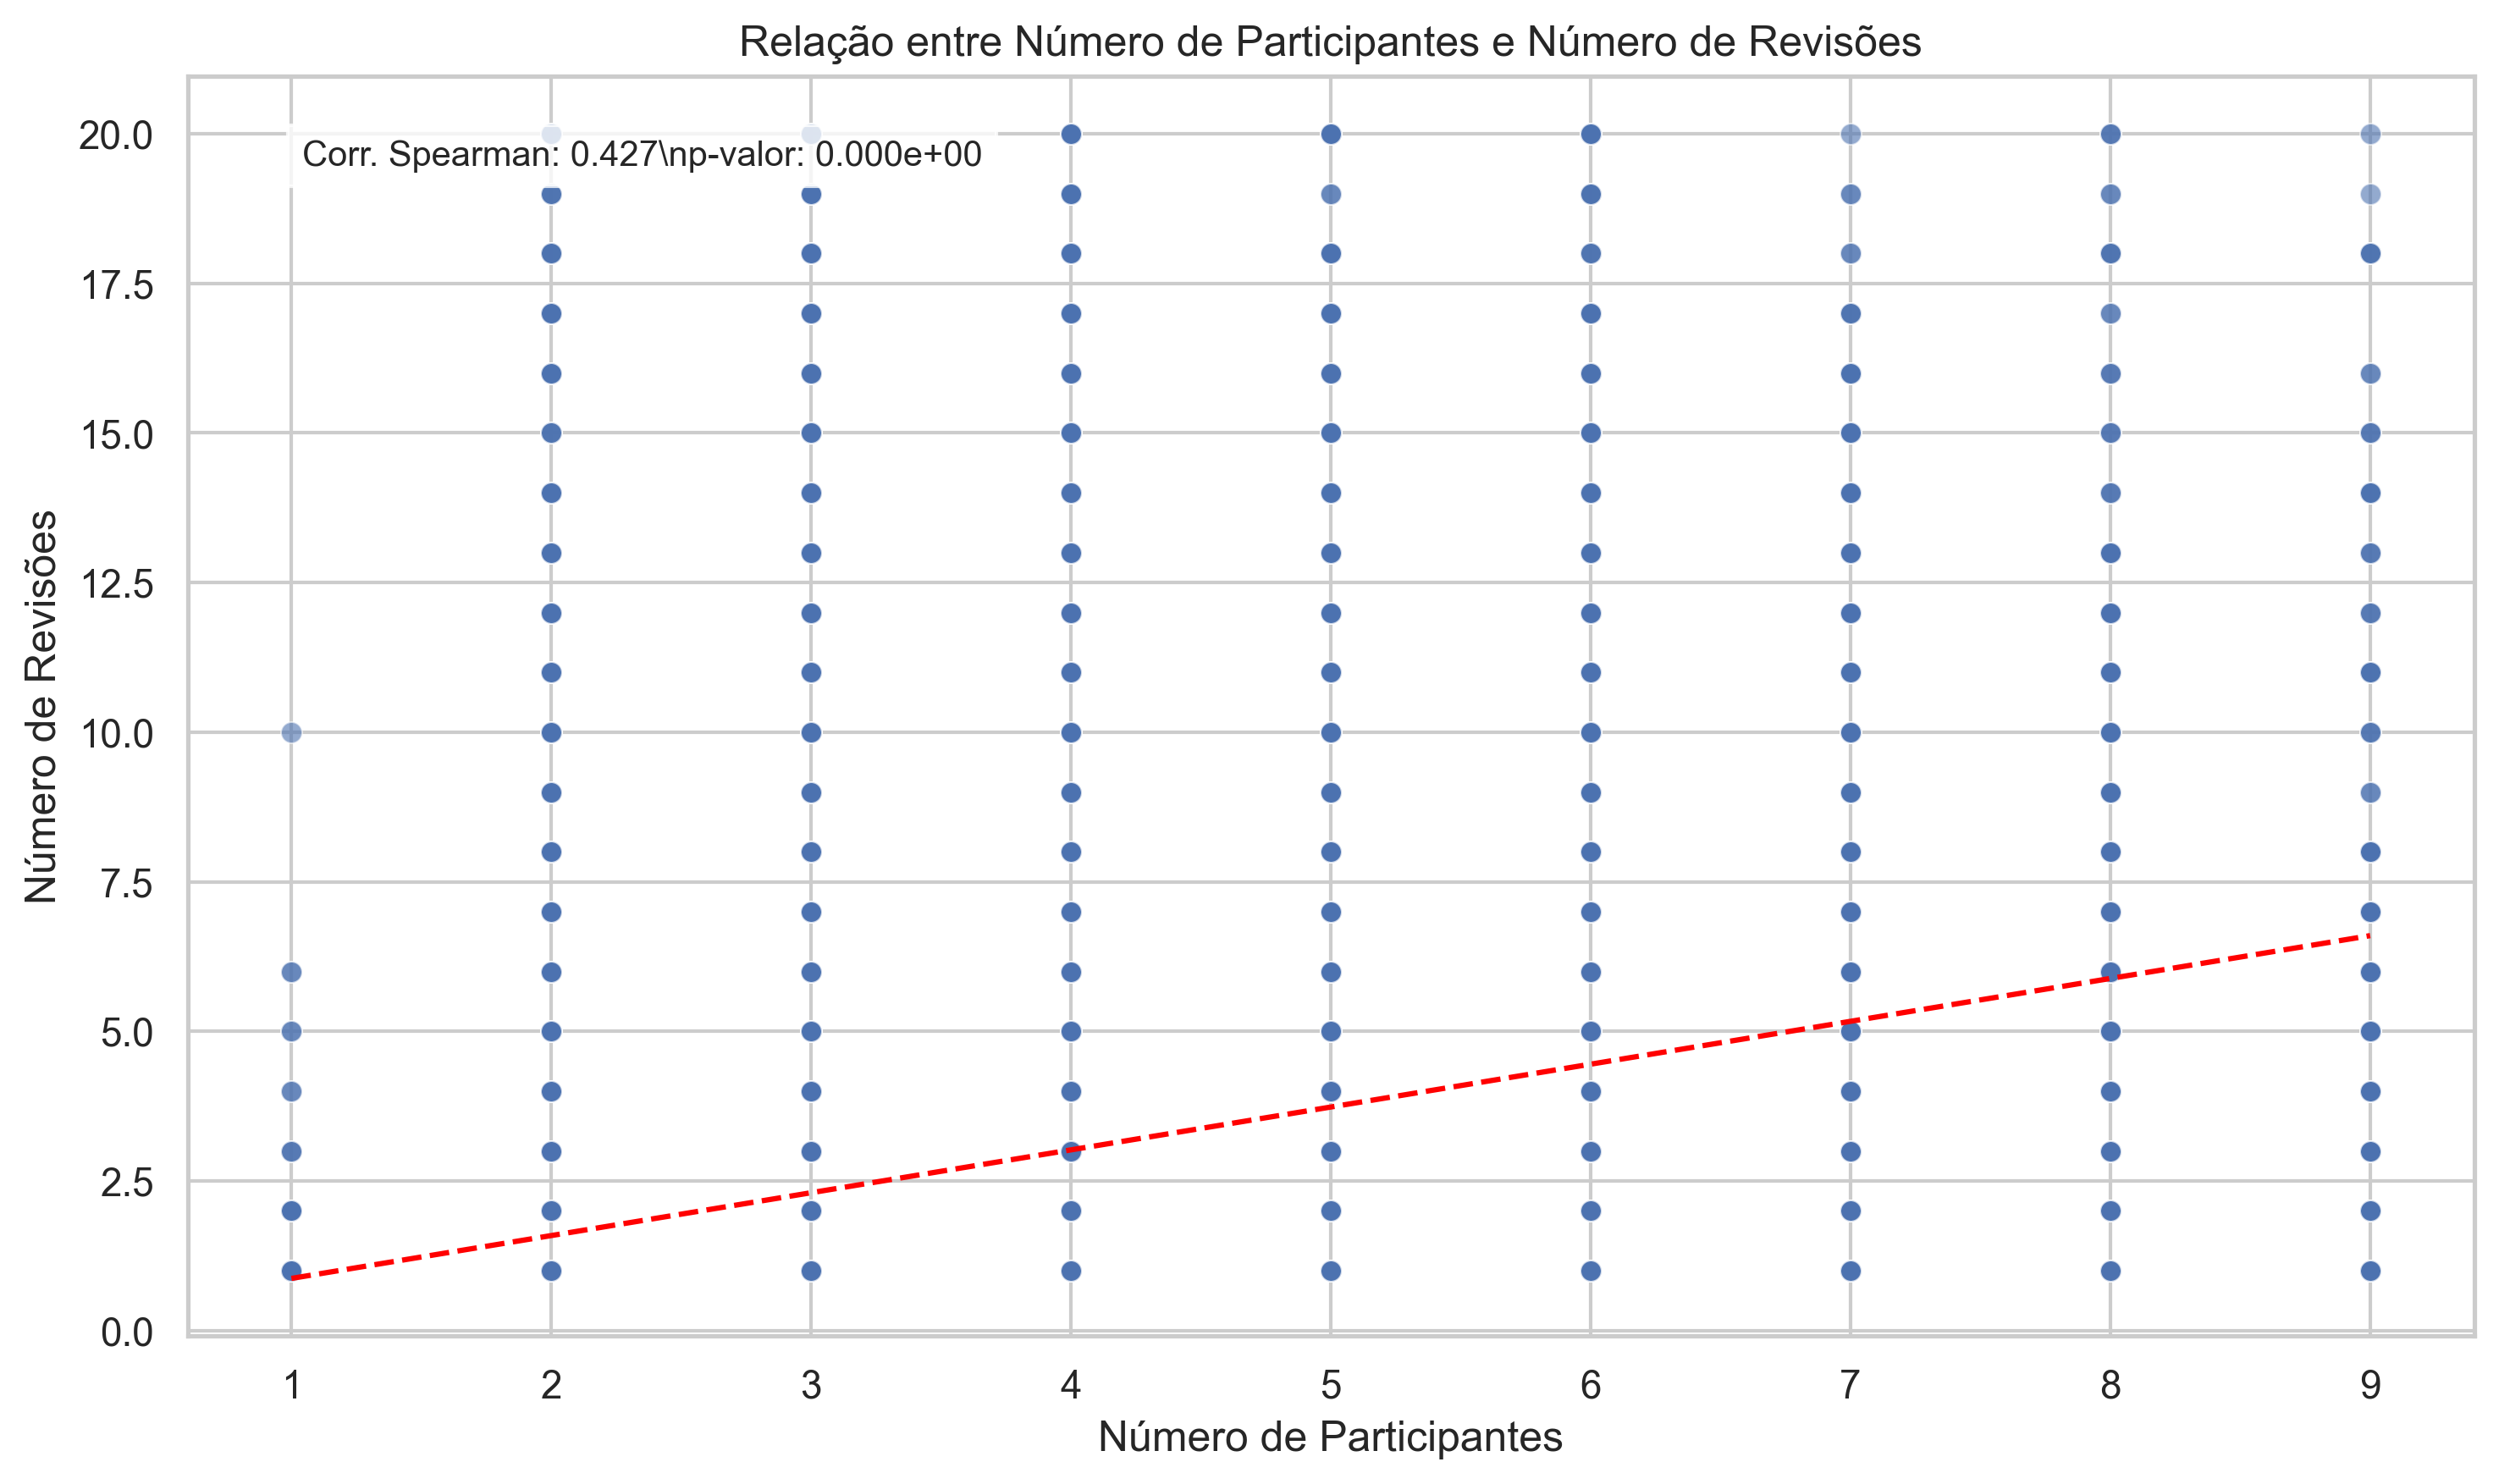 Relação entre Número de Participantes e Número de Revisões
Corr. Spearman: 0.427\np-valor: 0.000e+00
Número de Revisões
20.0
17.5
15.0
12.5
10.0
7.5
5.0
2.5
0.0
1 2 3 4 5 6 7 8 9
Número de Participantes